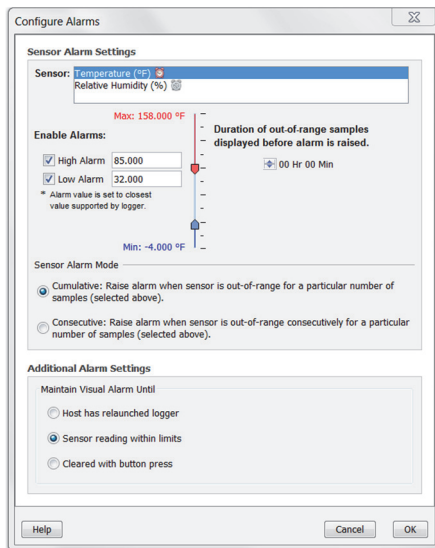 Configure Alarms
Sensor Alarm Settings
Sensor: Temperature (°F)
Relative Humidity (%)
Max: 158.000 °F
Enable Alarms:
Duration of out-of-range samples
displayed before alarm is raised.
High Alarm 85.000
00 Hr 00 Min
Low Alarm 32.000
* Alarm value is set to closest
value supported by logger.
Min: -4.000 °F
Sensor Alarm Mode
Cumulative: Raise alarm when sensor is out-of-range for a particular number of
samples (selected above).
Consecutive: Raise alarm when sensor is out-of-range consecutively for a particular
number of samples (selected above).
Additional Alarm Settings
Maintain Visual Alarm Until
Host has relaunched logger
Sensor reading within limits
Cleared with button press
Help
Cancel
OK